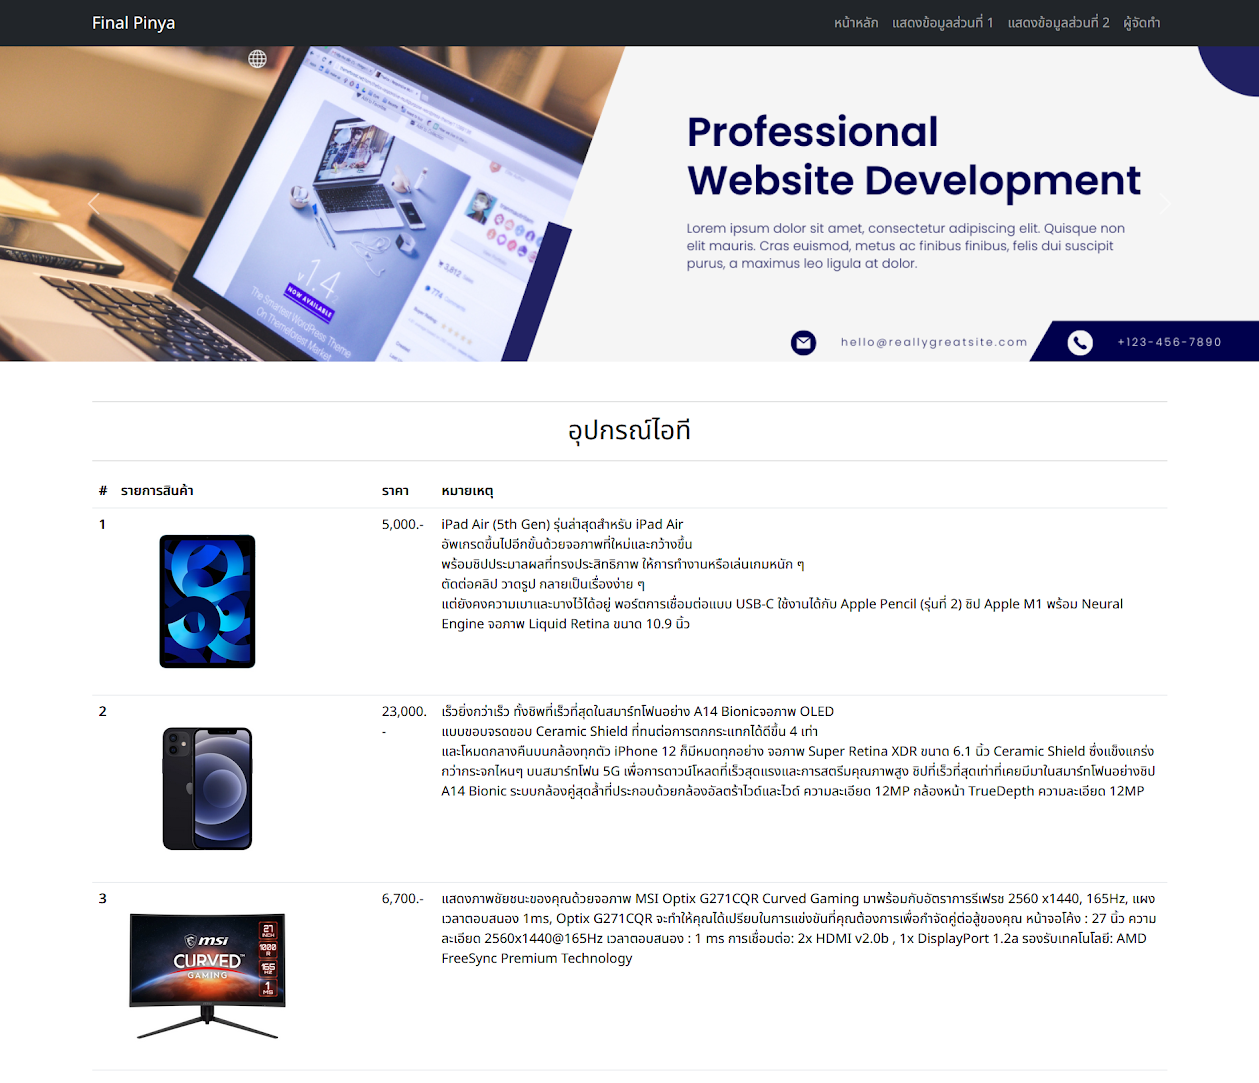 Final Pinya
หน้าหลัก แสดงข้อมูลส่วนที่ 1 แสดงข้อมูลส่วนที่ 2 ผู้จัดทำ
v1.4
NOW AVAILABLE
The Smartest WordPress Theme
On Themeforest Market
3,812
774
Professional
Website Development
Lorem ipsum dolor sit amet, consectetur adipiscing elit. Quisque non
elit mauris. Cras euismod, metus ac finibus finibus, felis dui suscipit
purus, a maximus leo ligula at dolor.
hello@reallygreatsite.com
+123-456-7890
อุปกรณ์ไอที
# รายการสินค้า ราคา หมายเหตุ
1 5,000.- iPad Air (5th Gen) รุ่นล่าสุดสำหรับ iPad Air
อัพเกรดขึ้นไปอีกขั้นด้วยจอภาพที่ใหม่และกว้างขึ้น
พร้อมชิปประมาลผลที่ทรงประสิทธิภาพ ให้การทำงานหรือเล่นเกมหนัก ๆ
ตัดต่อคลิป วาดรูป กลายเป็นเรื่องง่าย ๆ
แต่ยังคงความเบาและบางไว้ได้อยู่ พอร์ตการเชื่อมต่อแบบ USB-C ใช้งานได้กับ Apple Pencil (รุ่นที่ 2) ชิป Apple M1 พร้อม Neural
Engine จอภาพ Liquid Retina ขนาด 10.9 นิ้ว
2 23,000.- เร็วยิ่งกว่าเร็ว ทั้งชิพที่เร็วที่สุดในสมาร์ทโฟนอย่าง A14 Bionicจอภาพ OLED
แบบขอบจรดขอบ Ceramic Shield ที่ทนต่อการตกกระแทกได้ดีขึ้น 4 เท่า
และโหมดกลางคืนบนกล้องทุกตัว iPhone 12 ก็มีหมดทุกอย่าง จอภาพ Super Retina XDR ขนาด 6.1 นิ้ว Ceramic Shield ซึ่งแข็งแกร่ง
กว่ากระจกไหนๆ บนสมาร์ทโฟน 5G เพื่อการดาวน์โหลดที่เร็วสุดแรงและการสตรีมคุณภาพสูง ชิปที่เร็วที่สุดเท่าที่เคยมีมาในสมาร์ทโฟนอย่างชิป
A14 Bionic ระบบกล้องคู่สุดล้ำที่ประกอบด้วยกล้องอัลตร้าไวด์และไวด์ ความละเอียด 12MP กล้องหน้า TrueDepth ความละเอียด 12MP
3 6,700.- แสดงภาพชัยชนะของคุณด้วยจอภาพ MSI Optix G271CQR Curved Gaming มาพร้อมกับอัตราการรีเฟรช 2560 x1440, 165Hz, แผง
เวลาตอบสนอง 1ms, Optix G271CQR จะทำให้คุณได้เปรียบในการแข่งขันที่คุณต้องการเพื่อกำจัดคู่ต่อสู้ของคุณ หน้าจอโค้ง : 27 นิ้ว ความ
ละเอียด 2560x1440@165Hz เวลาตอบสนอง : 1 ms การเชื่อมต่อ: 2x HDMI v2.0b , 1x DisplayPort 1.2a รองรับเทคโนโลยี: AMD
FreeSync Premium Technology
msi
CURVED
GAMING
27
INCH
1000
R
165
HZ
1
MS